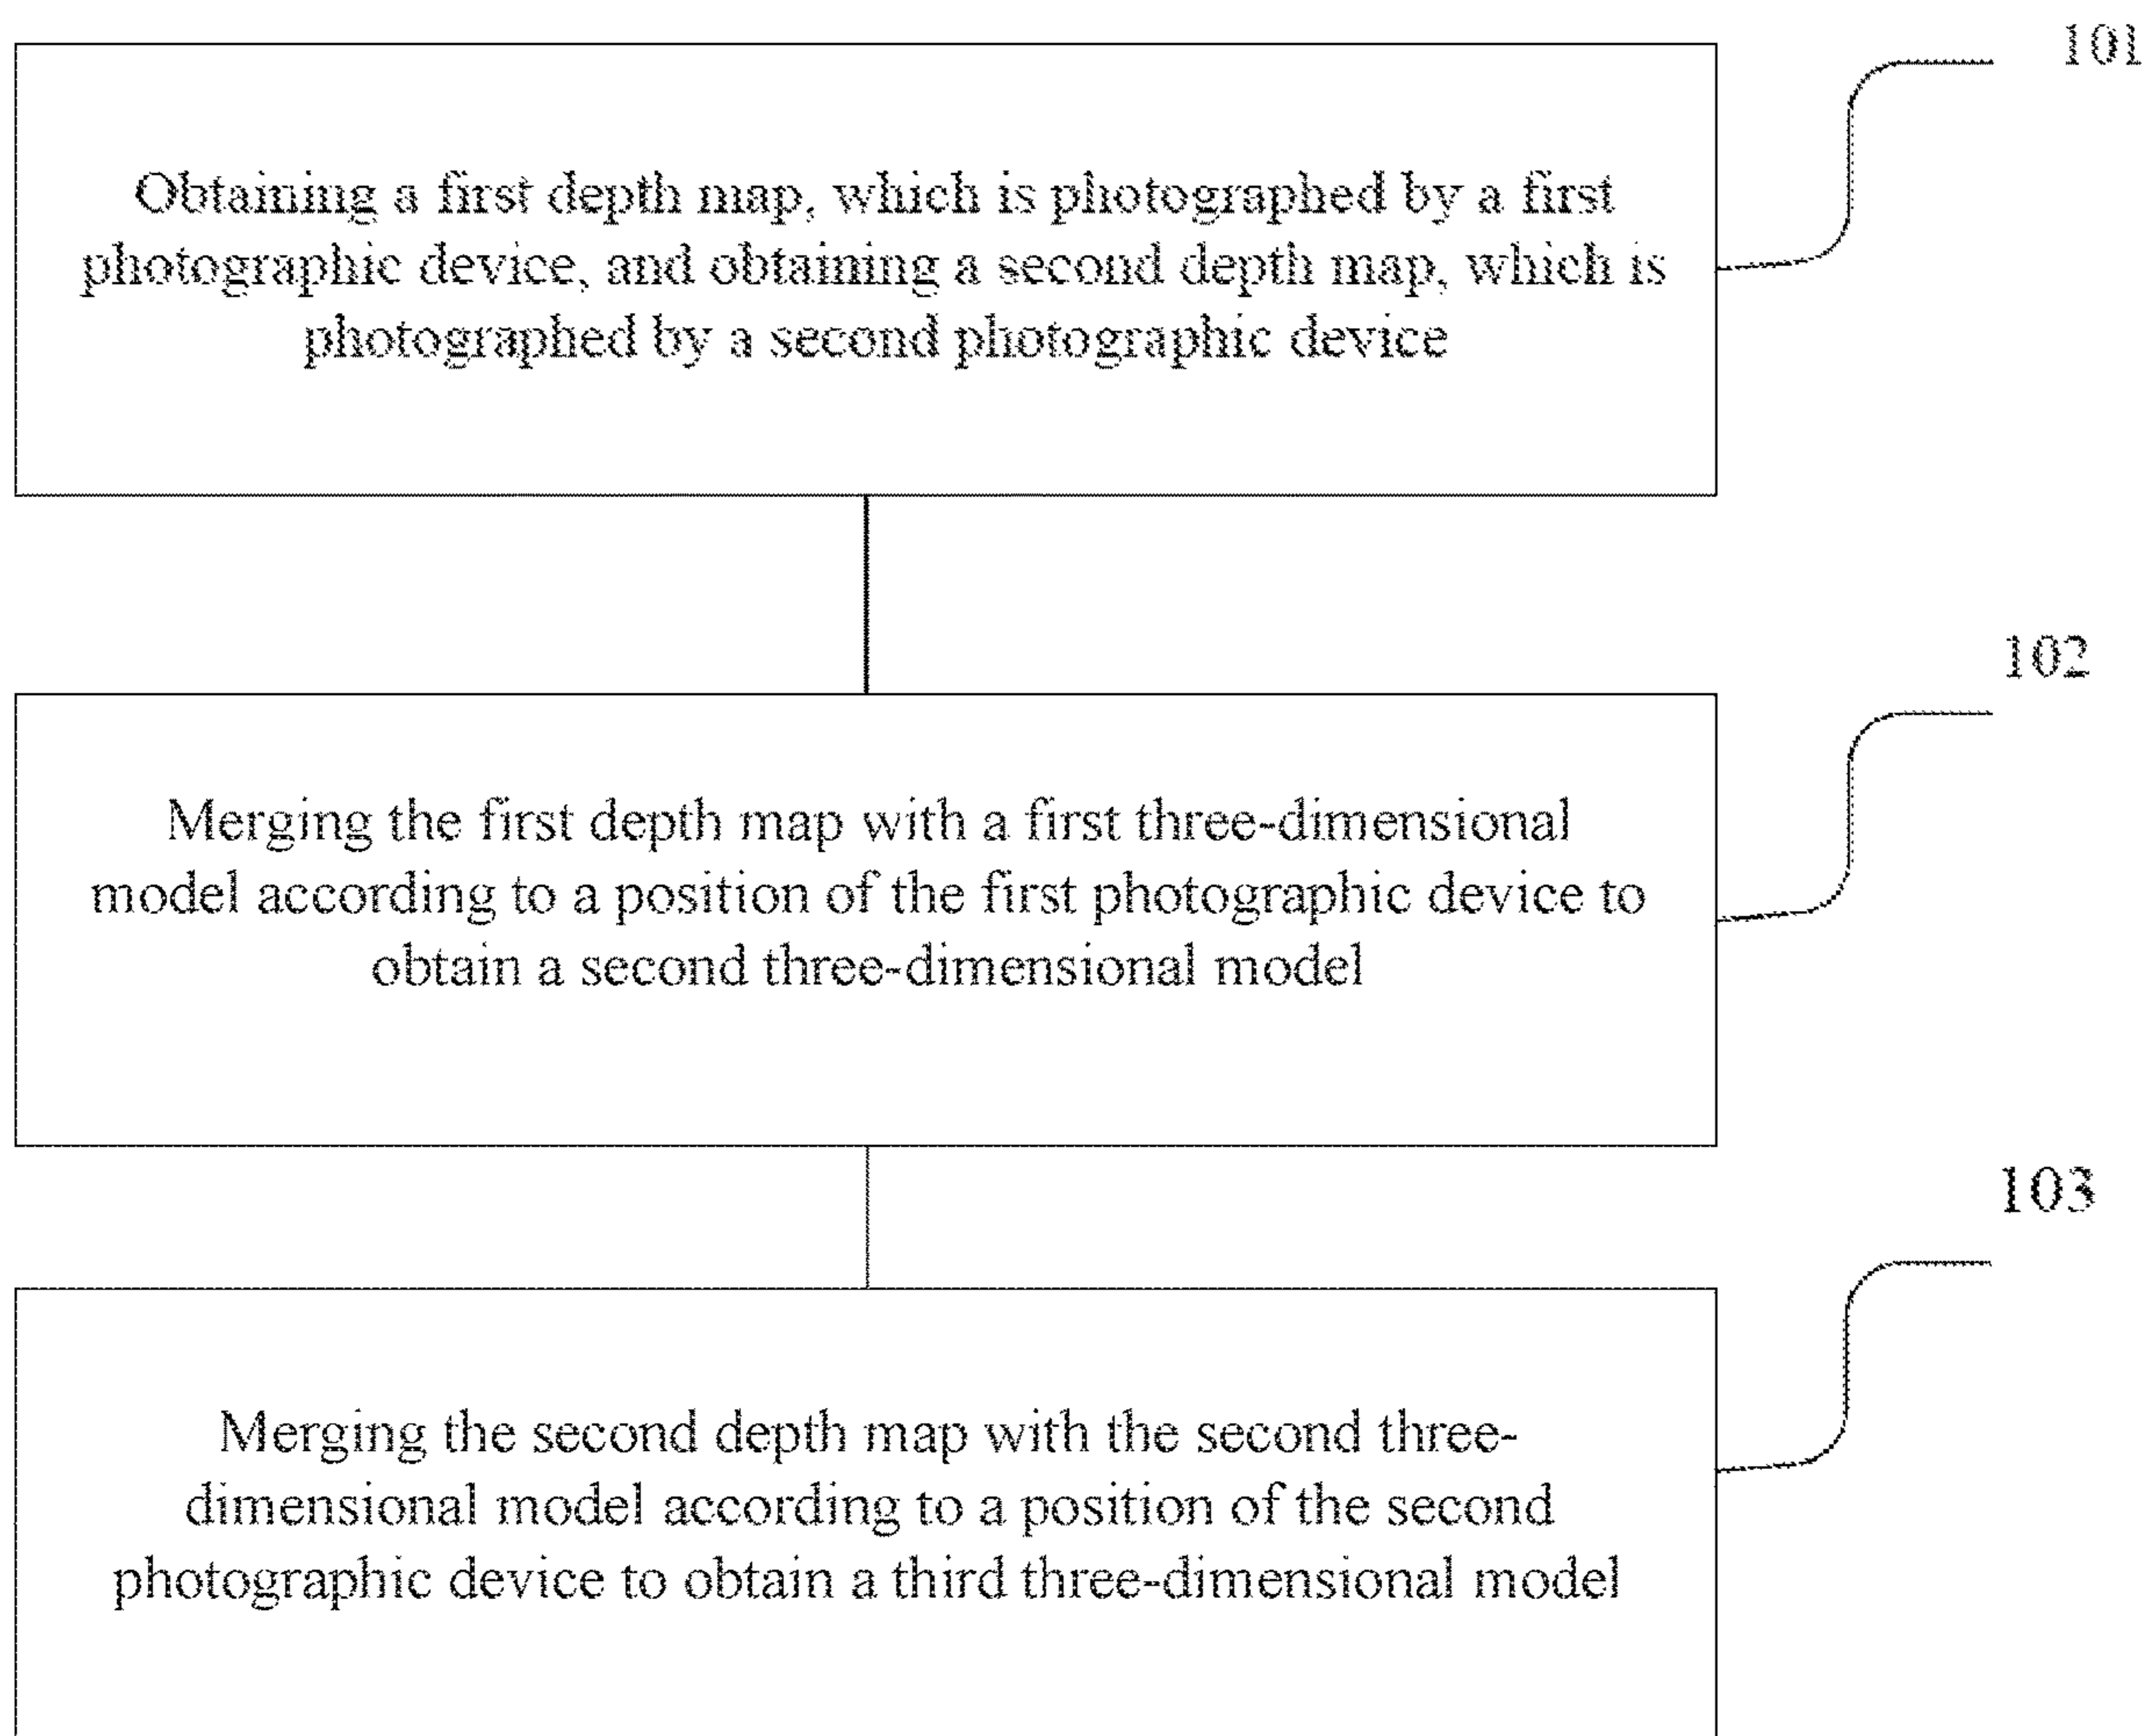 101
Obtaining a first depth map, which is photographed by a first
photographic device, and obtaining a second depth map, which is
photographed by a second photographic device
102
Merging the first depth map with a first three-dimensional
model according to a position of the first photographic device to
obtain a second three-dimensional model
103
Merging the second depth map with the second three-
dimensional model according to a position of the second
photographic device to obtain a third three-dimensional model